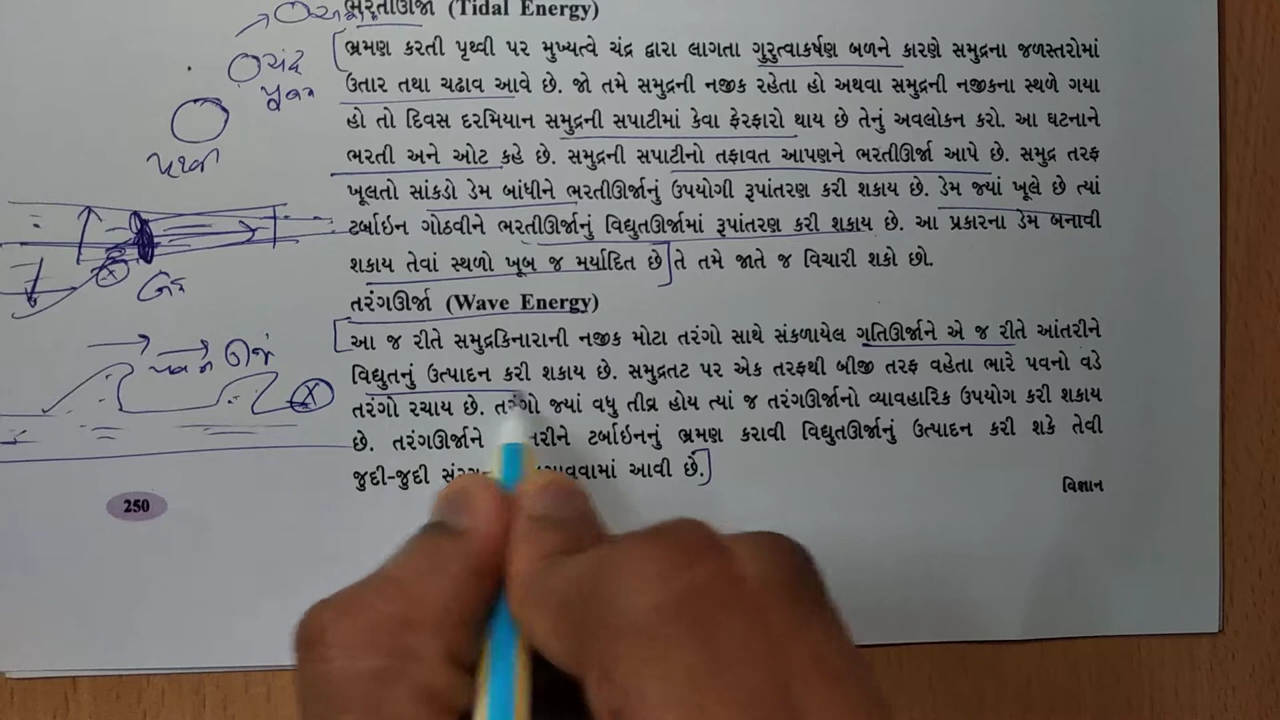 ભરતીઊર્જા (Tidal Energy)
ભ્રમણ કરતી પૃથ્વી પર મુખ્યત્વે ચંદ્ર દ્વારા લાગતા ગુરુત્વાકર્ષણ બળને કારણે સમુદ્રના જળસ્તરોમાં
ઉતાર તથા ચઢાવ આવે છે. જો તમે સમુદ્રની નજીક રહેતા હો અથવા સમુદ્રની નજીકના સ્થળે ગયા
હો તો દિવસ દરમિયાન સમુદ્રની સપાટીમાં કેવા ફેરફારો થાય છે તેનું અવલોકન કરો. આ ઘટનાને
ભરતી અને ઓટ કહે છે. સમુદ્રની સપાટીનો તફાવત આપણને ભરતીઊર્જા આપે છે. સમુદ્ર તરફ
ખૂલતો સાંકડો ડેમ બાંધીને ભરતીઊર્જાનું ઉપયોગી રૂપાંતરણ કરી શકાય છે. ડેમ જ્યાં ખૂલે છે ત્યાં
ટર્બાઇન ગોઠવીને ભરતીઊર્જાનું વિદ્યુતઊર્જામાં રૂપાંતરણ કરી શકાય છે. આ પ્રકારના ડેમ બનાવી
શકાય તેવાં સ્થળો ખૂબ જ મર્યાદિત છે તે તમે જાતે જ વિચારી શકો છો.
તરંગઊર્જા (Wave Energy)
આ જ રીતે સમુદ્રકિનારાની નજીક મોટા તરંગો સાથે સંકળાયેલ ગતિઊર્જાને એ જ રીતે આંતરીને
વિદ્યુતનું ઉત્પાદન કરી શકાય છે. સમુદ્રતટ પર એક તરફથી બીજી તરફ વહેતા ભારે પવનો વડે
તરંગો રચાય છે. તરંગો જ્યાં વધુ તીવ્ર હોય ત્યાં જ તરંગઊર્જાનો વ્યાવહારિક ઉપયોગ કરી શકાય
છે. તરંગઊર્જાને ટર્બાઇનનું ભ્રમણ કરાવી વિદ્યુતઊર્જાનું ઉત્પાદન કરી શકે તેવી
જુદી-જુદી આવી છે.
250
વિજ્ઞાન
ચંદ્ર
પૃથ્વી
પવન